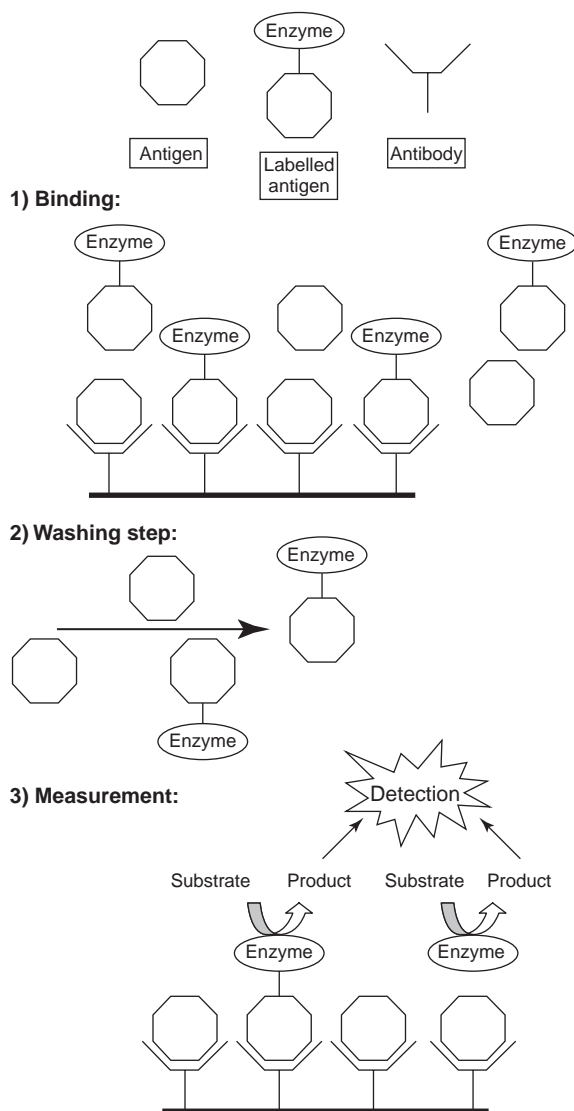 Enzyme
Antigen
Labelled
antigen
Antibody
1) Binding:
Enzyme
Enzyme
Enzyme
Enzyme
2) Washing step:
Enzyme
Enzyme
3) Measurement:
Detection
Substrate Product Substrate Product
Enzyme Enzyme